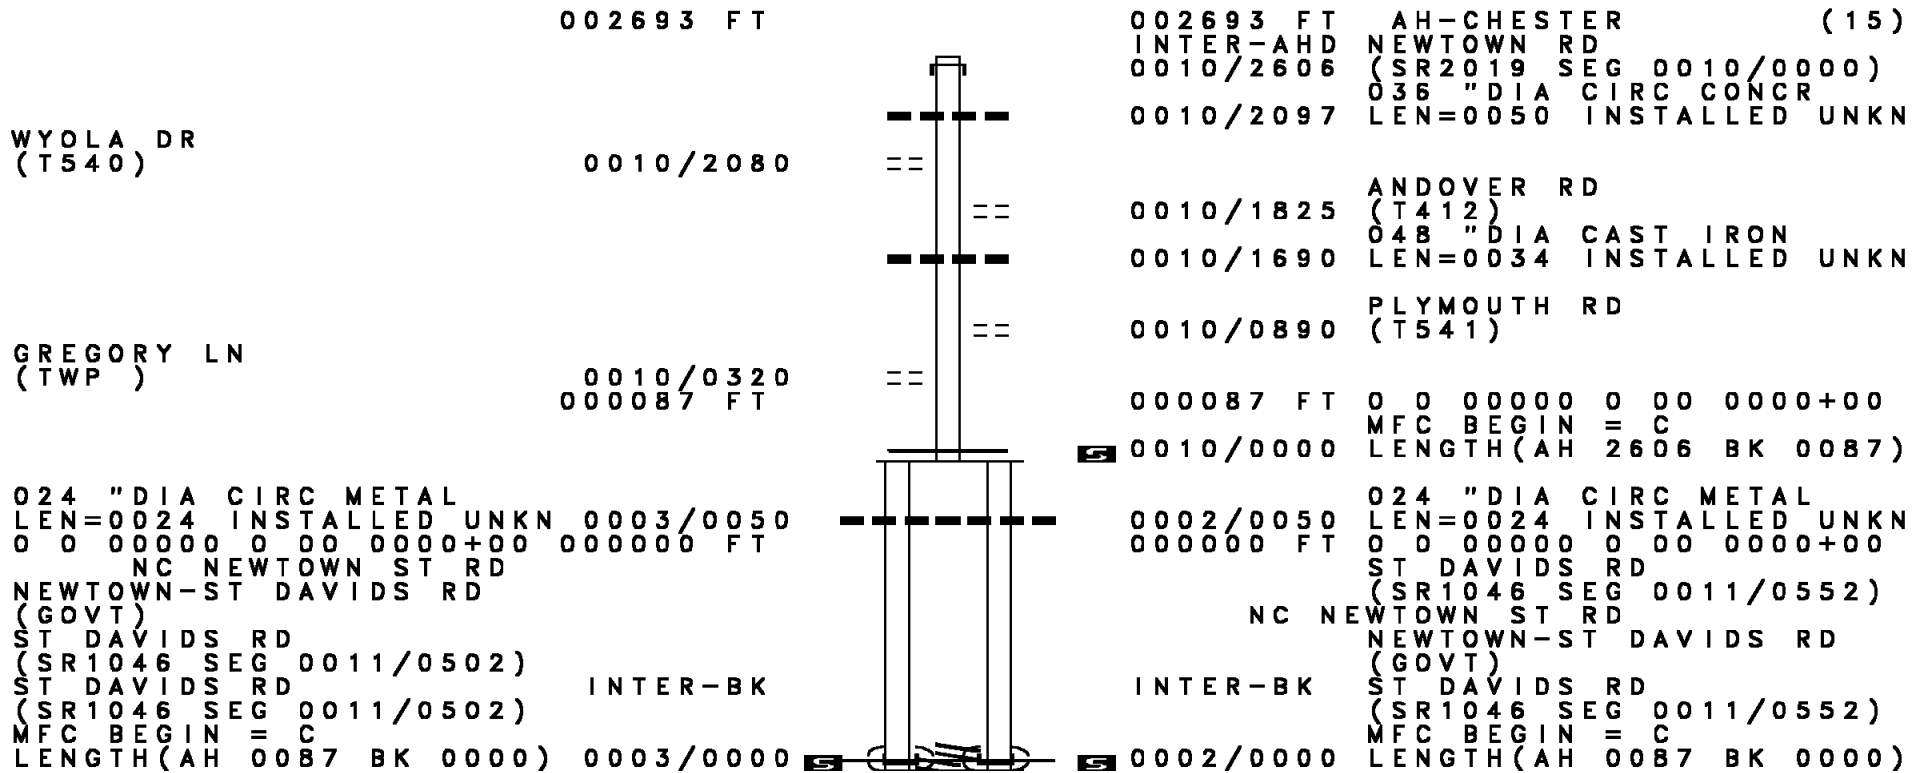 002693 FT 002693 FT AH-CHESTER (15)
INTER-AHD NEWTOWN RD
0010/2606 (SR2019 SEG 0010/0000)
036 "DIA CIRC CONCR
0010/2097 LEN=0050 INSTALLED UNKN
WYOLA DR
(T540) 0010/2080
ANDOVER RD
0010/1825 (T412)
048 "DIA CAST IRON
0010/1690 LEN=0034 INSTALLED UNKN
PLYMOUTH RD
0010/0890 (T541)
GREGORY LN
(TWP ) 0010/0320
000087 FT 000087 FT 0 0 00000 0 00 0000+00
MFC BEGIN = C
S 0010/0000 LENGTH(AH 2606 BK 0087)
024 "DIA CIRC METAL 024 "DIA CIRC METAL
LEN=0024 INSTALLED UNKN 0003/0050 0002/0050 LEN=0024 INSTALLED UNKN
0 0 00000 0 00 0000+00 000000 FT 000000 FT 0 0 00000 0 00 0000+00
NC NEWTOWN ST RD ST DAVIDS RD
NEWTOWN-ST DAVIDS RD (SR1046 SEG 0011/0552)
(GOVT) NC NEWTOWN ST RD
ST DAVIDS RD NEWTOWN-ST DAVIDS RD
(SR1046 SEG 0011/0502) (GOVT)
ST DAVIDS RD INTER-BK INTER-BK ST DAVIDS RD
(SR1046 SEG 0011/0502) (SR1046 SEG 0011/0552)
MFC BEGIN = C MFC BEGIN = C
LENGTH(AH 0087 BK 0000) 0003/0000 S S 0002/0000 LENGTH(AH 0087 BK 0000)